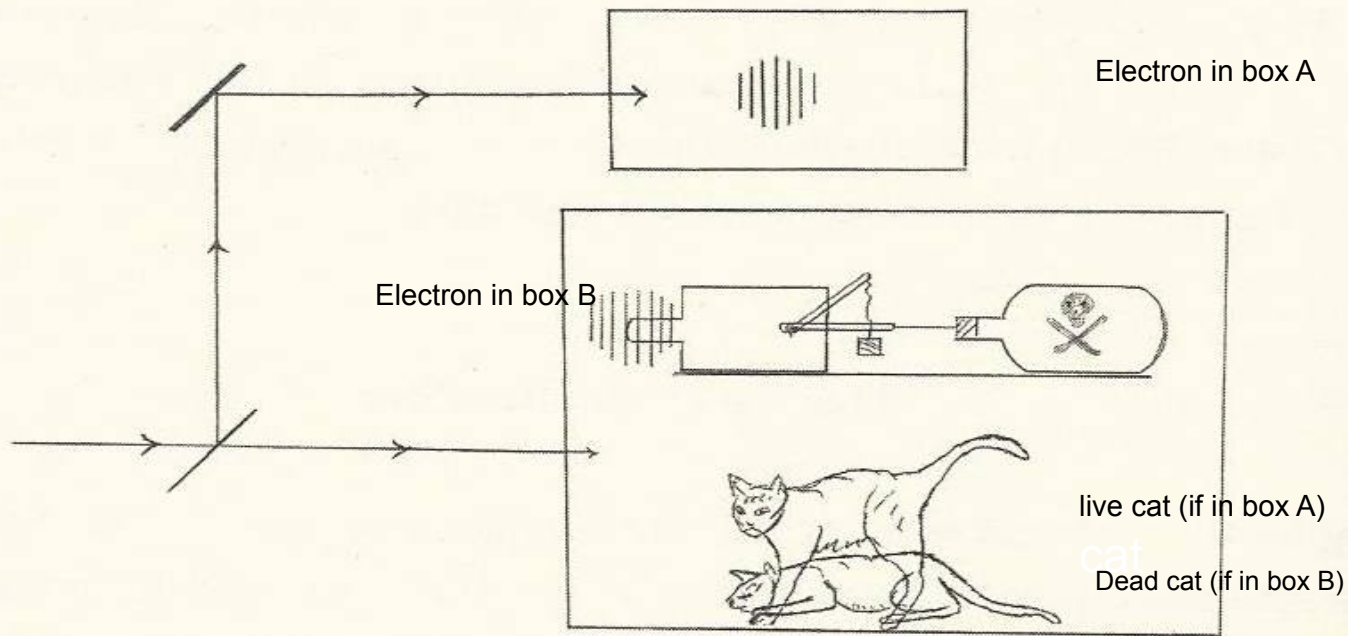 Electron in box A
Electron in box B
live cat (if in box A)
cat
Dead cat (if in box B)